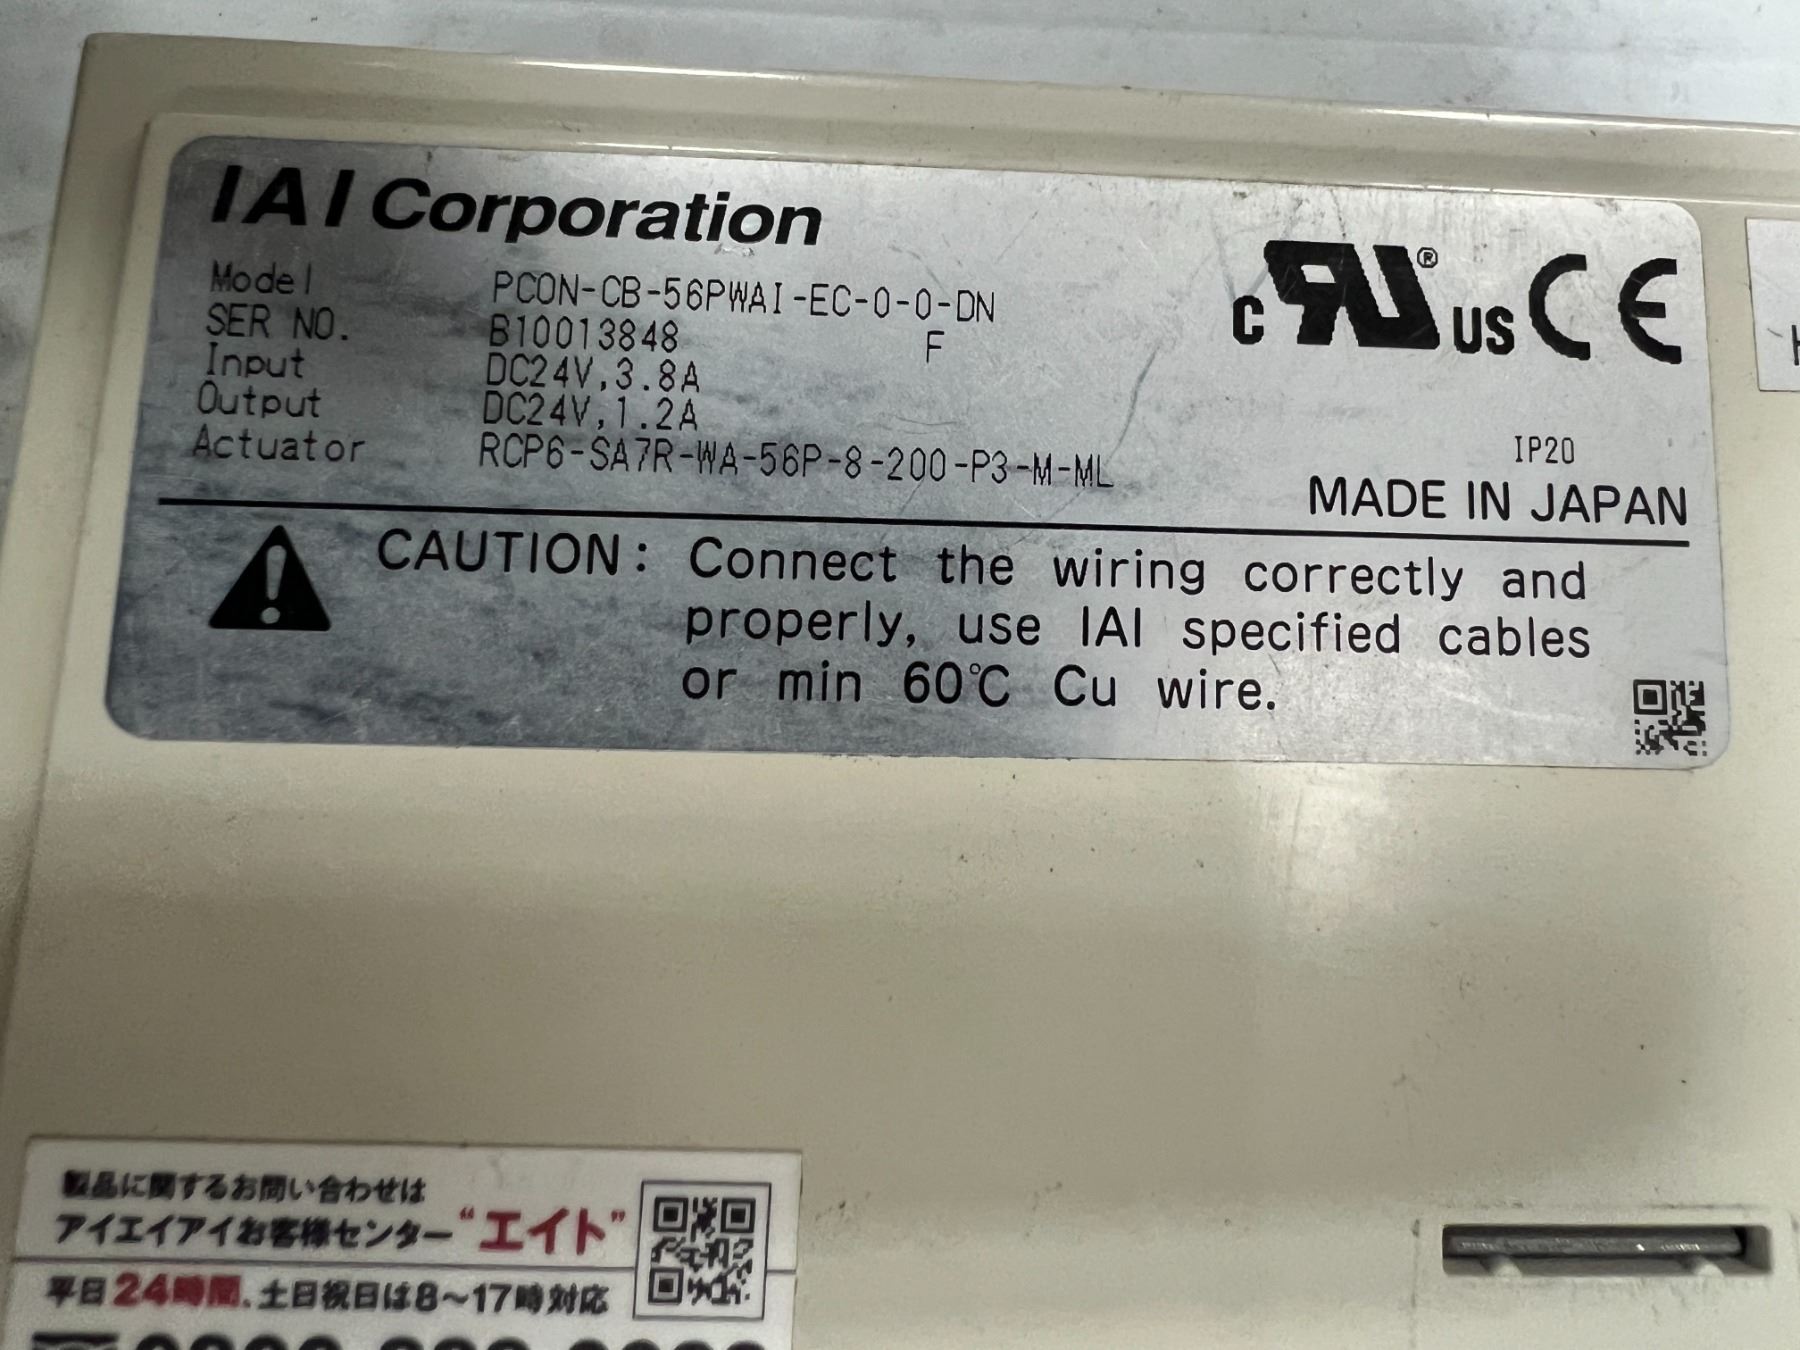 IAI Corporation
Model PCON-CB-56PWAI-EC-0-0-DN
SER NO. B10013848 F
Input DC24V,3.8A
Output DC24V,1.2A
Actuator RCP6-SA7R-WA-56P-8-200-P3-M-ML
c RU ® US CE
IP20
MADE IN JAPAN
CAUTION: Connect the wiring correctly and
properly, use IAI specified cables
or min 60℃ Cu wire.
製品に関するお問い合わせは
アイエイアイお客様センター“エイト”
平日24時間、土日祝日は8～17時対応